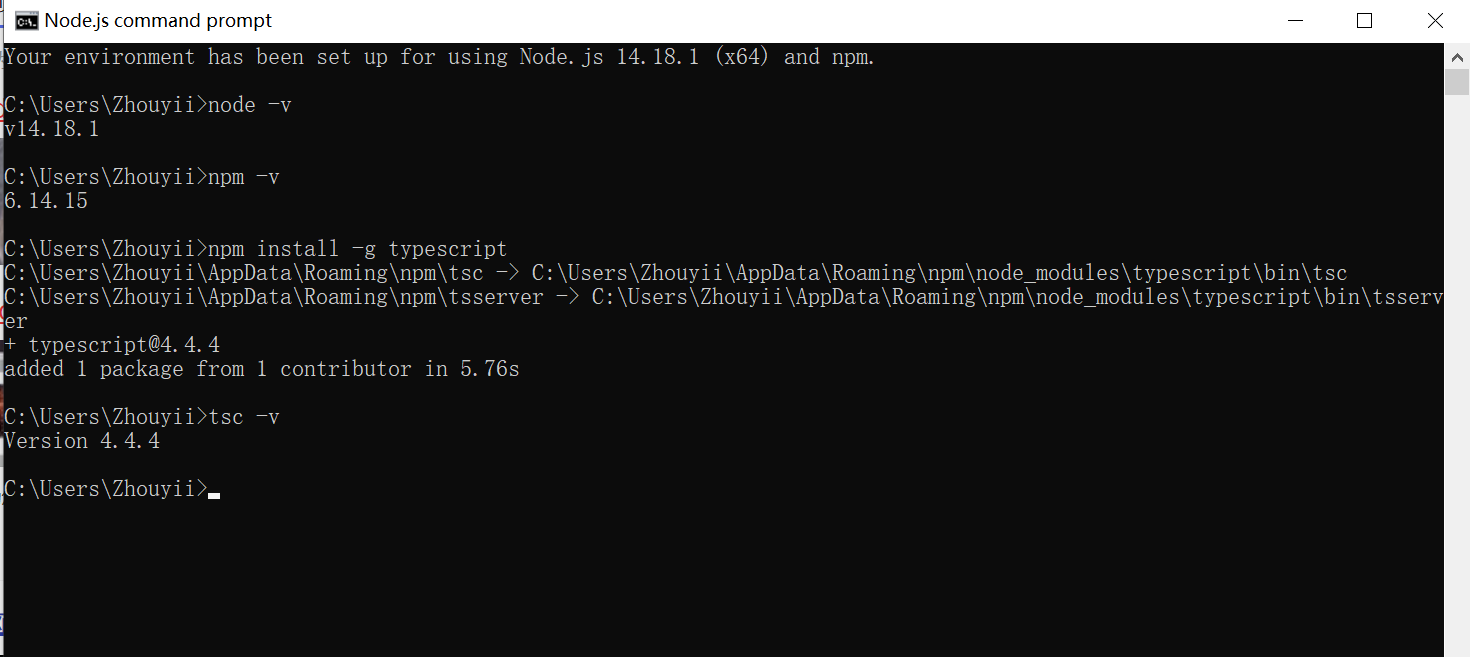 Node.js command prompt
Your environment has been set up for using Node.js 14.18.1 (x64) and npm.
C:\Users\Zhouyii>node -v
v14.18.1
C:\Users\Zhouyii>npm -v
6.14.15
C:\Users\Zhouyii>npm install -g typescript
C:\Users\Zhouyii\AppData\Roaming\npm\tsc -> C:\Users\Zhouyii\AppData\Roaming\npm\node_modules\typescript\bin\tsc
C:\Users\Zhouyii\AppData\Roaming\npm\tsserver -> C:\Users\Zhouyii\AppData\Roaming\npm\node_modules\typescript\bin\tsserv
er
+ typescript@4.4.4
added 1 package from 1 contributor in 5.76s
C:\Users\Zhouyii>tsc -v
Version 4.4.4
C:\Users\Zhouyii>